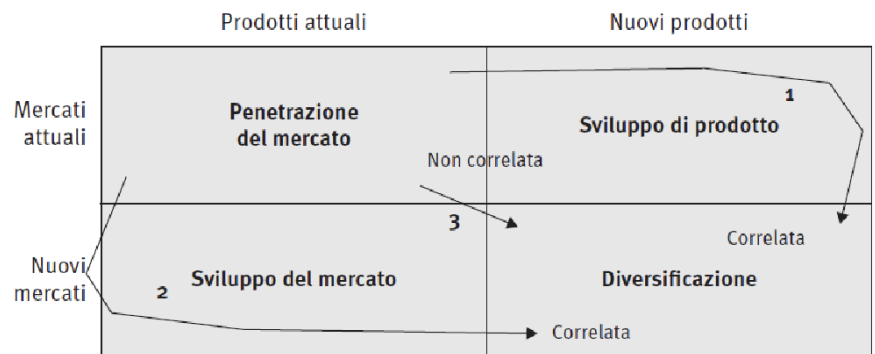 Prodotti attuali
Nuovi prodotti
Mercati
attuali
Penetrazione
del mercato
1
Sviluppo di prodotto
Non correlata
3
Correlata
Nuovi
mercati
2
Sviluppo del mercato
Diversificazione
Correlata